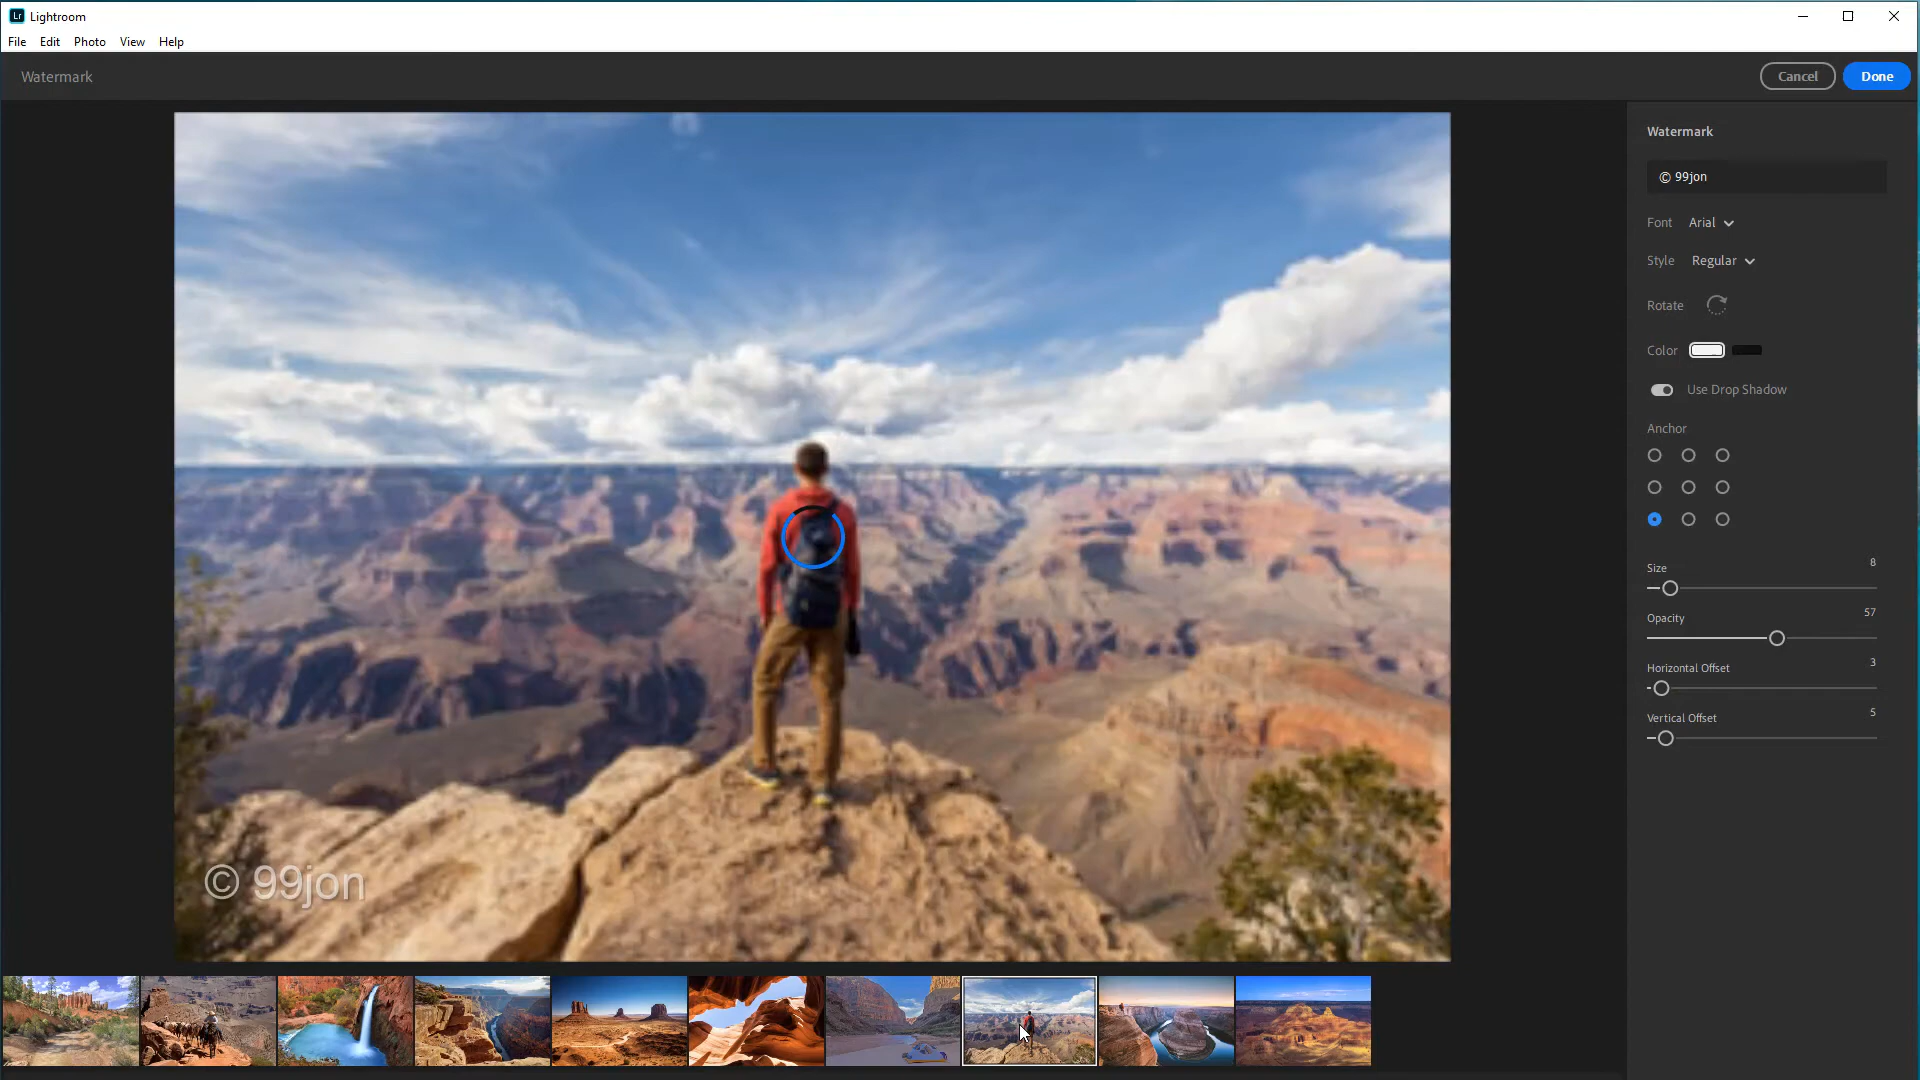 Lr Lightroom
File Edit Photo View Help
Watermark
Cancel Done
Watermark
© 99jon
Font Arial
Style Regular
Rotate
Color
Use Drop Shadow
Anchor
Size 8
Opacity 57
Horizontal Offset 3
Vertical Offset 5
© 99jon